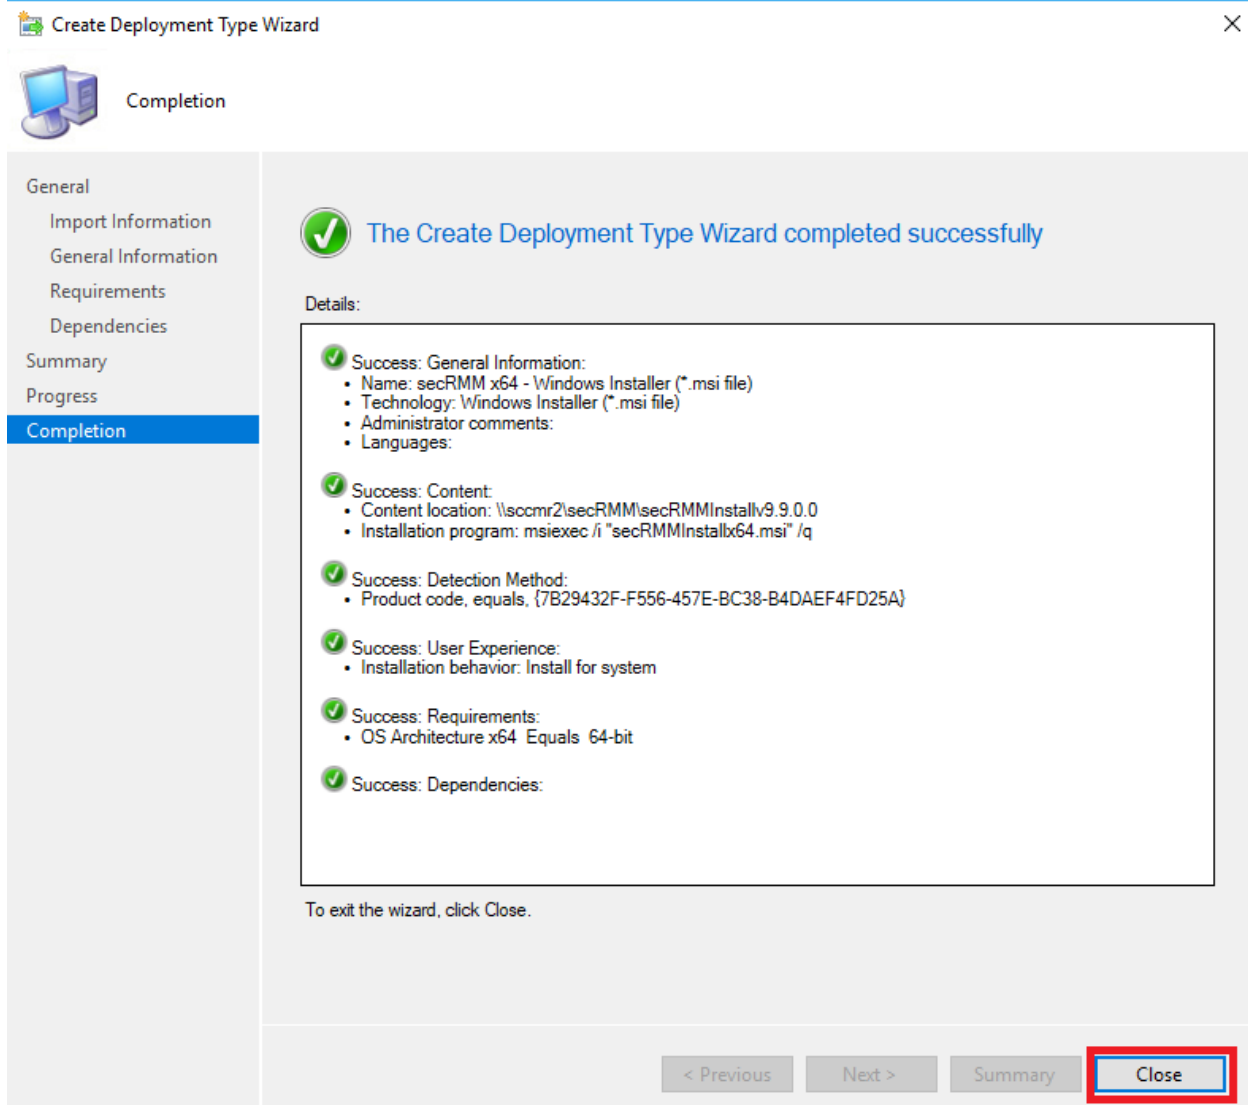 Create Deployment Type Wizard
Completion
General
Import Information
General Information
Requirements
Dependencies
Summary
Progress
Completion
The Create Deployment Type Wizard completed successfully
Details:
Success: General Information:
• Name: secRMM x64 - Windows Installer (*.msi file)
• Technology: Windows Installer (*.msi file)
• Administrator comments:
• Languages:
Success: Content:
• Content location: \\sccmr2\secRMM\secRMMInstallv9.9.0.0
• Installation program: msiexec /i "secRMMInstallx64.msi" /q
Success: Detection Method:
• Product code, equals, {7B29432F-F556-457E-BC38-B4DAEF4FD25A}
Success: User Experience:
• Installation behavior: Install for system
Success: Requirements:
• OS Architecture x64  Equals  64-bit
Success: Dependencies:
To exit the wizard, click Close.
< Previous
Next >
Summary
Close